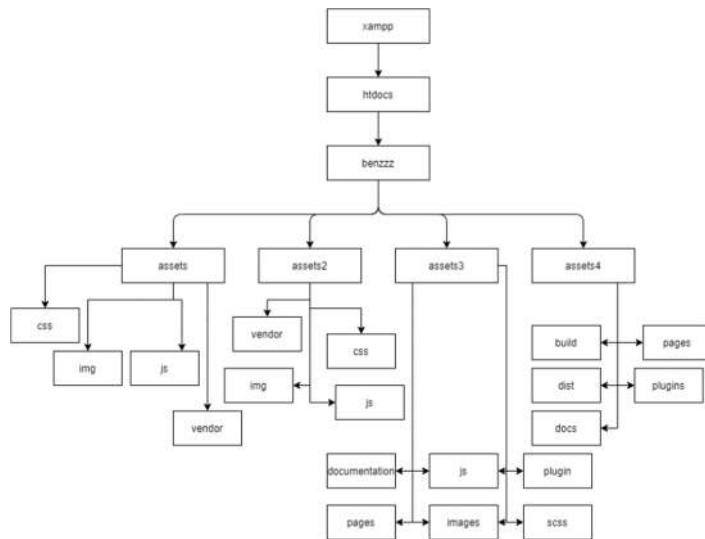 xampp
htdocs
benzzz
assets
assets2
assets3
assets4
css
img
js
vendor
vendor
css
img
js
build
pages
dist
plugins
docs
documentation
js
plugin
pages
images
scss